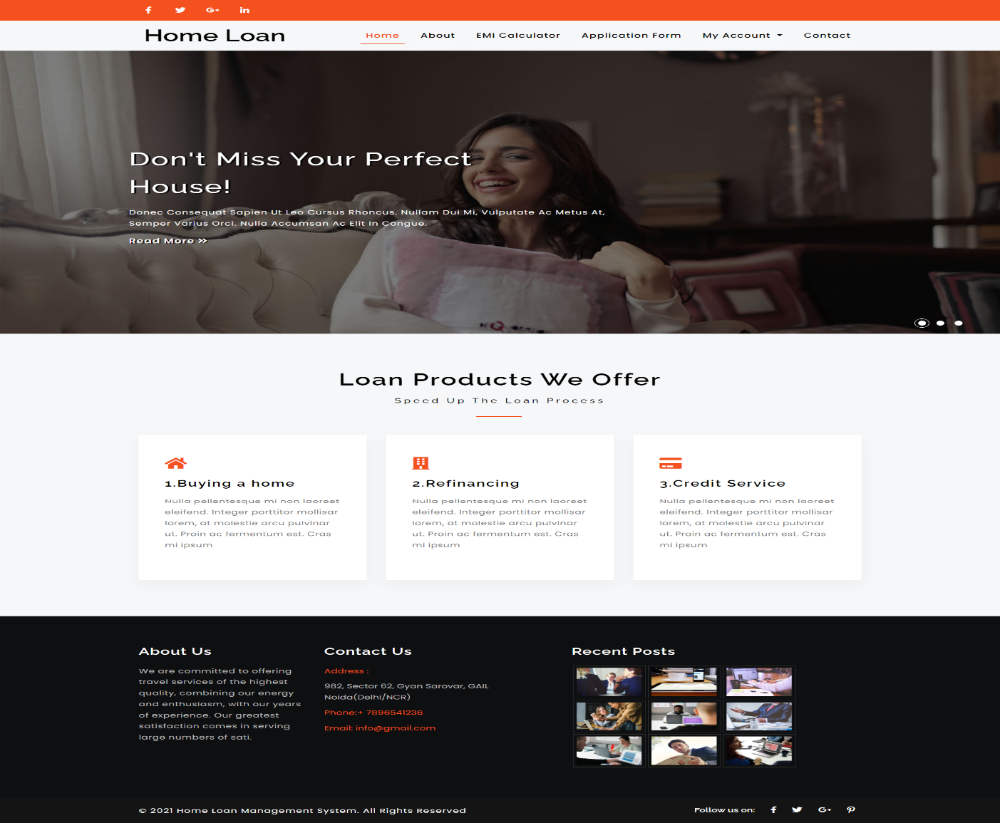 Home Loan
Home About EMI Calculator Application Form My Account Contact
Don't Miss Your Perfect
House!
Donec Consequat Sapien Ut Leo Cursus Rhoncus. Nullam Dui Mi, Vulputate Ac Metus At,
Semper Varius Orci. Nulla Accumsan Ac Elit In Congue.
Read More »
Loan Products We Offer
Speed Up The Loan Process
1.Buying a home
Nulla pellentesque mi non laoreet
eleifend. Integer porttitor mollisar
lorem, at molestie arcu pulvinar
ut. Proin ac fermentum est. Cras
mi ipsum
2.Refinancing
Nulla pellentesque mi non laoreet
eleifend. Integer porttitor mollisar
lorem, at molestie arcu pulvinar
ut. Proin ac fermentum est. Cras
mi ipsum
3.Credit Service
Nulla pellentesque mi non laoreet
eleifend. Integer porttitor mollisar
lorem, at molestie arcu pulvinar
ut. Proin ac fermentum est. Cras
mi ipsum
About Us
We are committed to offering
travel services of the highest
quality, combining our energy
and enthusiasm, with our years
of experience. Our greatest
satisfaction comes in serving
large numbers of sati.
Contact Us
Address :
982, Sector 62, Gyan Sarovar, GAIL
Noida(Delhi/NCR)
Phone:+ 7896541236
Email: info@gmail.com
Recent Posts
© 2021 Home Loan Management System. All Rights Reserved
Follow us on: